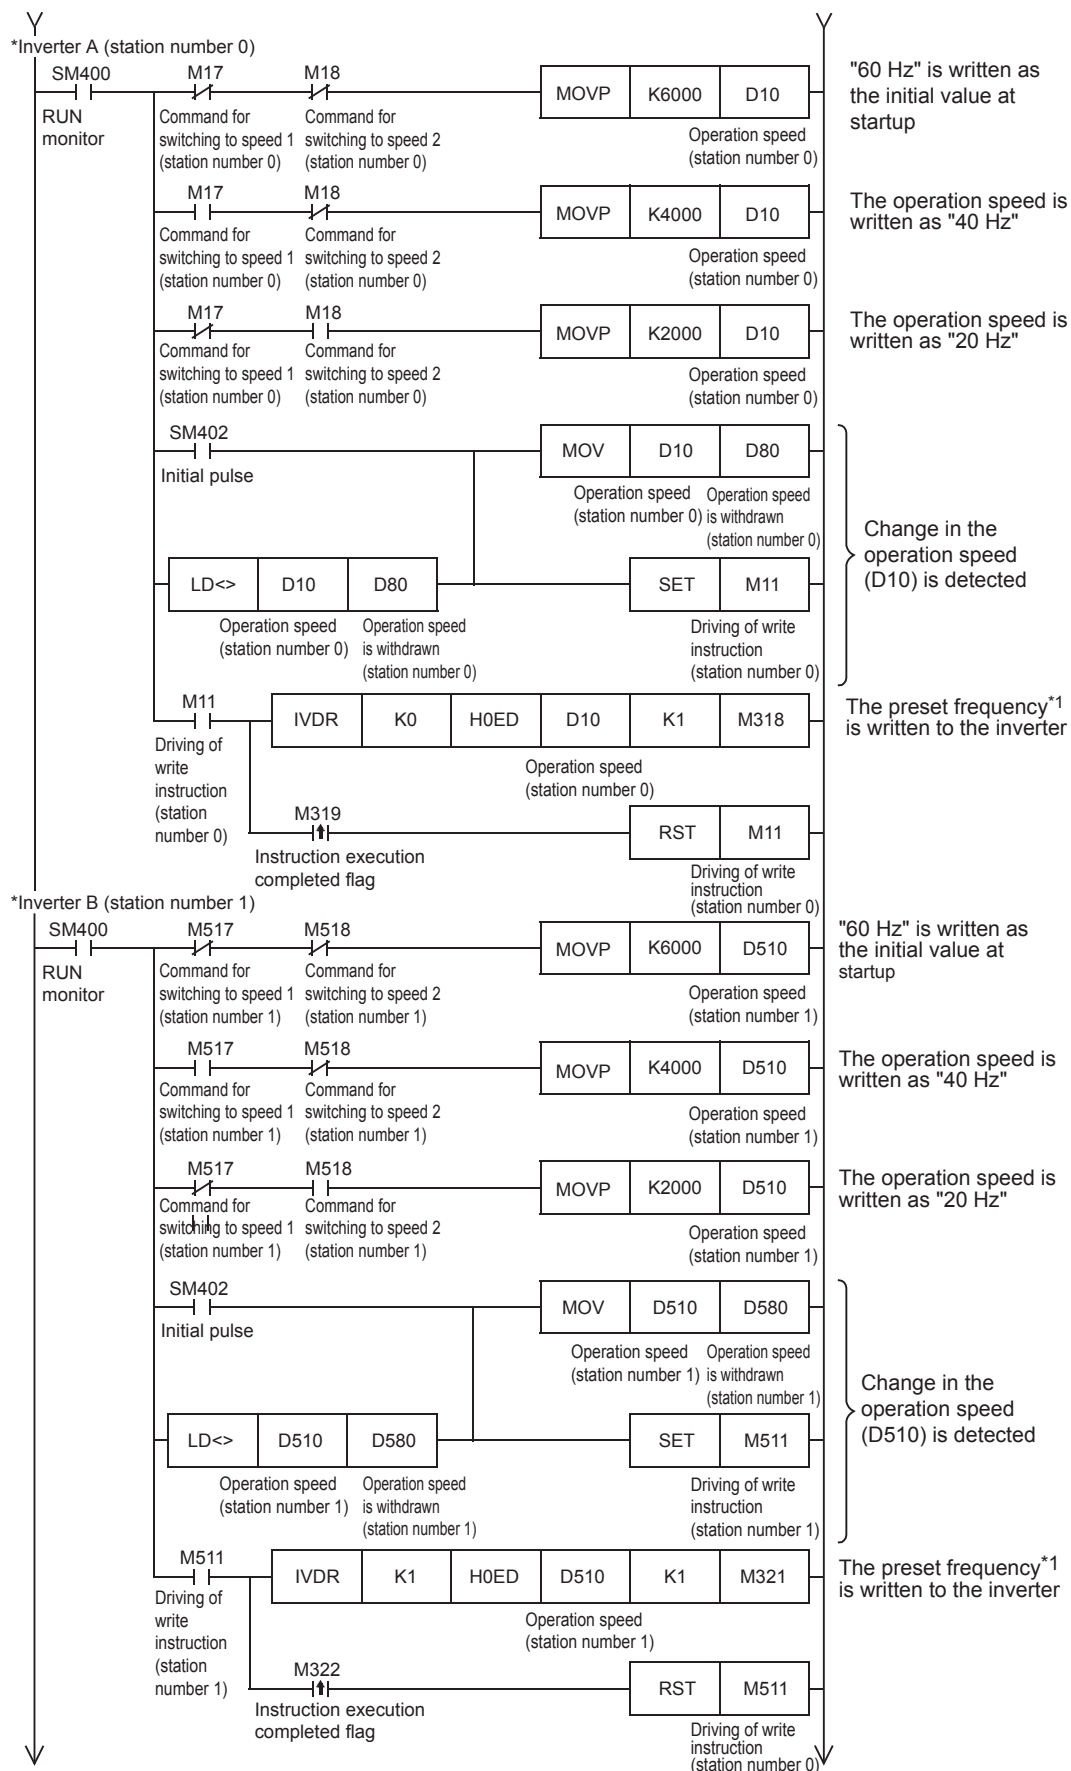 *Inverter A (station number 0)
SM400 M17 M18
MOVP K6000 D10
"60 Hz" is written as
the initial value at
startup
RUN
monitor
Command for
switching to speed 1
(station number 0)
Command for
switching to speed 2
(station number 0)
Operation speed
(station number 0)
M17 M18
MOVP K4000 D10
The operation speed is
written as "40 Hz"
Command for
switching to speed 1
(station number 0)
Command for
switching to speed 2
(station number 0)
Operation speed
(station number 0)
M17 M18
MOVP K2000 D10
The operation speed is
written as "20 Hz"
Command for
switching to speed 1
(station number 0)
Command for
switching to speed 2
(station number 0)
Operation speed
(station number 0)
SM402
MOV D10 D80
Initial pulse
Operation speed
(station number 0)
Operation speed
is withdrawn
(station number 0)
Change in the
operation speed
(D10) is detected
LD<> D10 D80
SET M11
Operation speed
(station number 0)
Operation speed
is withdrawn
(station number 0)
Driving of write
instruction
(station number 0)
M11
IVDR K0 H0ED D10 K1 M318
The preset frequency*1
is written to the inverter
Driving of
write
instruction
(station
number 0)
Operation speed
(station number 0)
M319
RST M11
Instruction execution
completed flag
Driving of write
instruction
(station number 0)
*Inverter B (station number 1)
SM400 M517 M518
MOVP K6000 D510
"60 Hz" is written as
the initial value at
startup
RUN
monitor
Command for
switching to speed 1
(station number 1)
Command for
switching to speed 2
(station number 1)
Operation speed
(station number 1)
M517 M518
MOVP K4000 D510
The operation speed is
written as "40 Hz"
Command for
switching to speed 1
(station number 1)
Command for
switching to speed 2
(station number 1)
Operation speed
(station number 1)
M517 M518
MOVP K2000 D510
The operation speed is
written as "20 Hz"
Command for
switching to speed 1
(station number 1)
Command for
switching to speed 2
(station number 1)
Operation speed
(station number 1)
SM402
MOV D510 D580
Initial pulse
Operation speed
(station number 1)
Operation speed
is withdrawn
(station number 1)
Change in the
operation speed
(D510) is detected
LD<> D510 D580
SET M511
Operation speed
(station number 1)
Operation speed
is withdrawn
(station number 1)
Driving of write
instruction
(station number 1)
M511
IVDR K1 H0ED D510 K1 M321
The preset frequency*1
is written to the inverter
Driving of
write
instruction
(station
number 1)
Operation speed
(station number 1)
M322
RST M511
Instruction execution
completed flag
Driving of write
instruction
(station number 0)